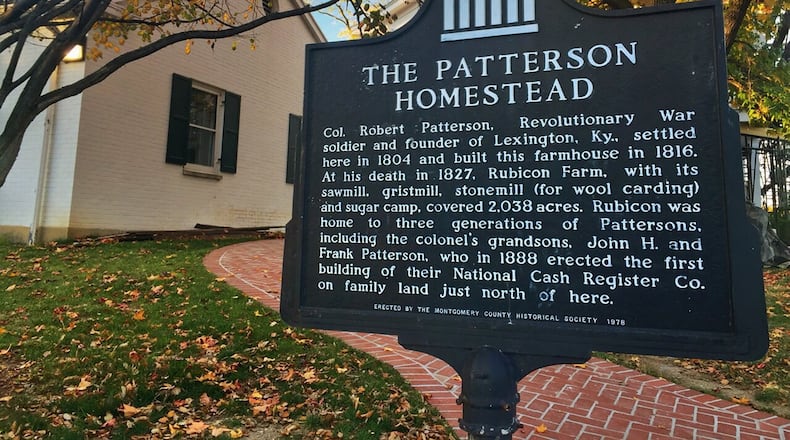 THE PATTERSON
HOMESTEAD
Col. Robert Patterson, Revolutionary War
soldier and founder of Lexington, Ky., settled
here in 1804 and built this farmhouse in 1816.
At his death in 1827, Rubicon Farm, with its
sawmill, gristmill, stonemill (for wool carding)
and sugar camp, covered 2,038 acres. Rubicon was
home to three generations of Pattersons,
including the colonel's grandsons, John H. and
Frank Patterson, who in 1888 erected the first
building of their National Cash Register Co.
on family land just north of here.
ERECTED BY THE MONTGOMERY COUNTY HISTORICAL SOCIETY 1978